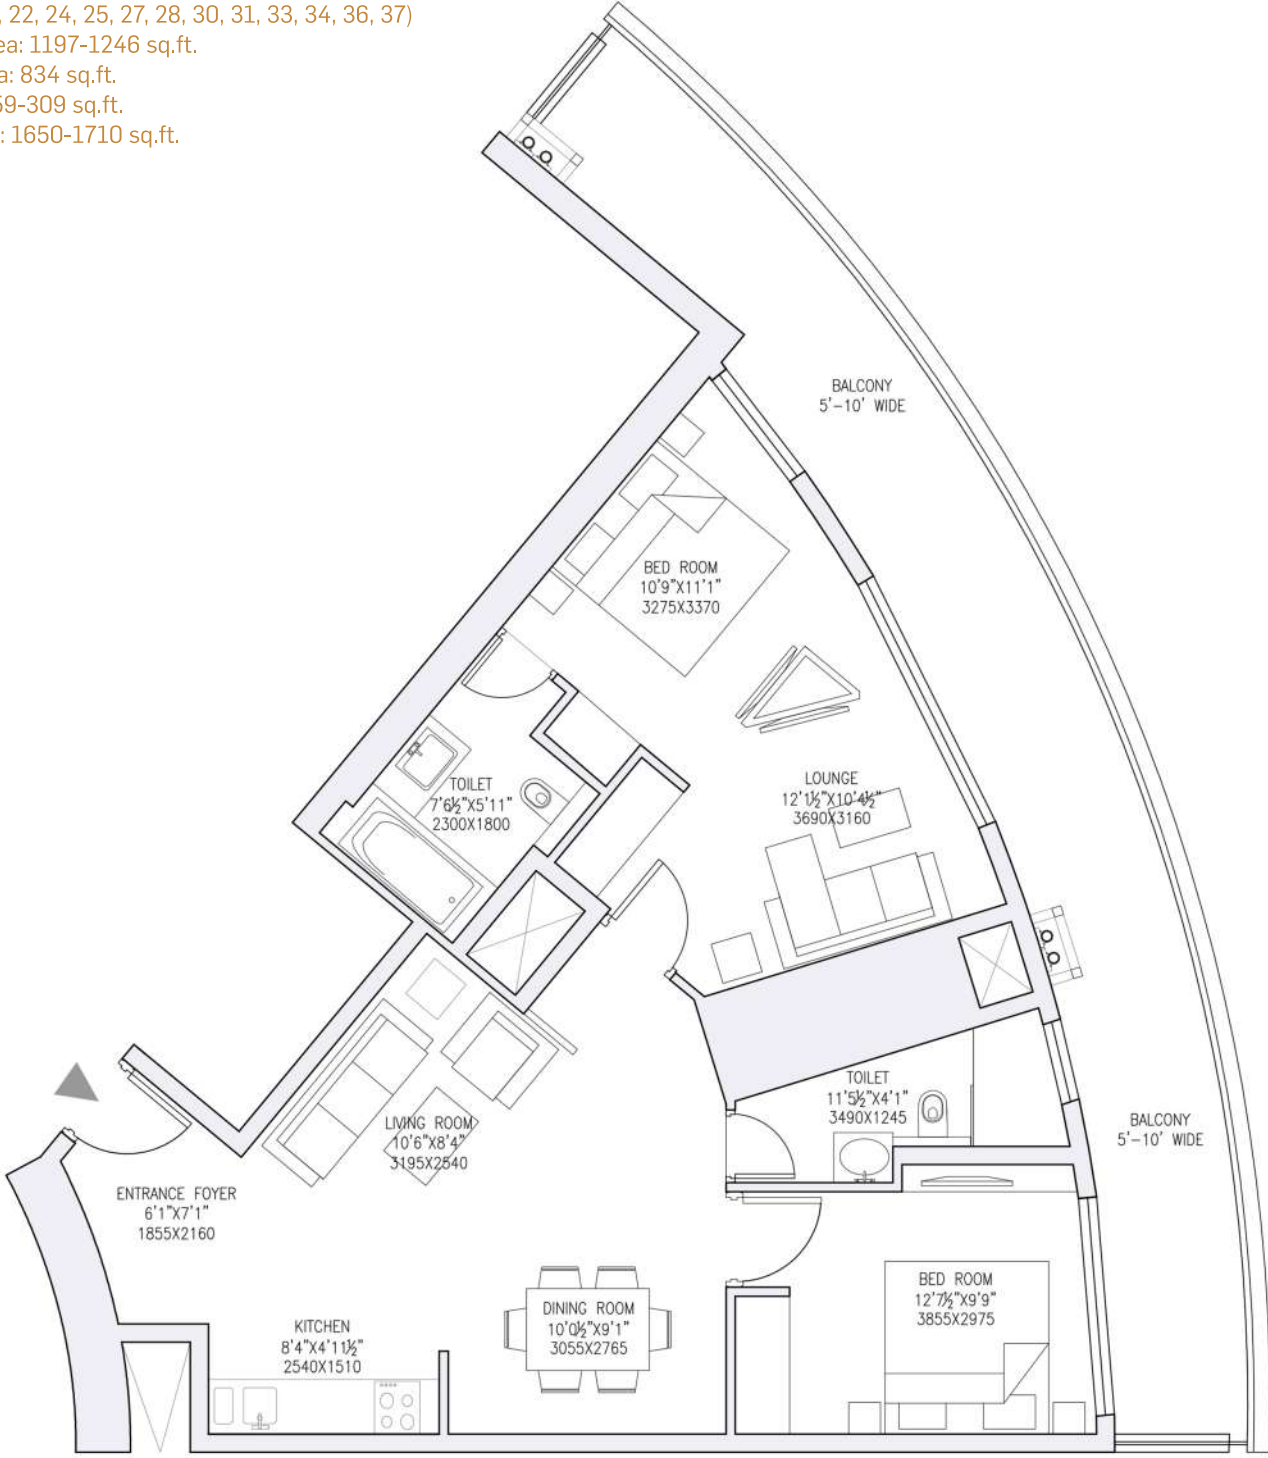 , 22, 24, 25, 27, 28, 30, 31, 33, 34, 36, 37)
ea: 1197-1246 sq.ft.
a: 834 sq.ft.
59-309 sq.ft.
: 1650-1710 sq.ft.
BALCONY
5'-10' WIDE
BED ROOM
10'9"X11'1"
3275X3370
LOUNGE
12'1½"X10'4½"
3690X3160
TOILET
7'6½"X5'11"
2300X1800
TOILET
11'5½"X4'1"
3490X1245
BALCONY
5'-10' WIDE
LIVING ROOM
10'6"X8'4"
3195X2540
ENTRANCE FOYER
6'1"X7'1"
1855X2160
BED ROOM
12'7½"X9'9"
3855X2975
DINING ROOM
10'0½"X9'1"
3055X2765
KITCHEN
8'4"X4'11½"
2540X1510